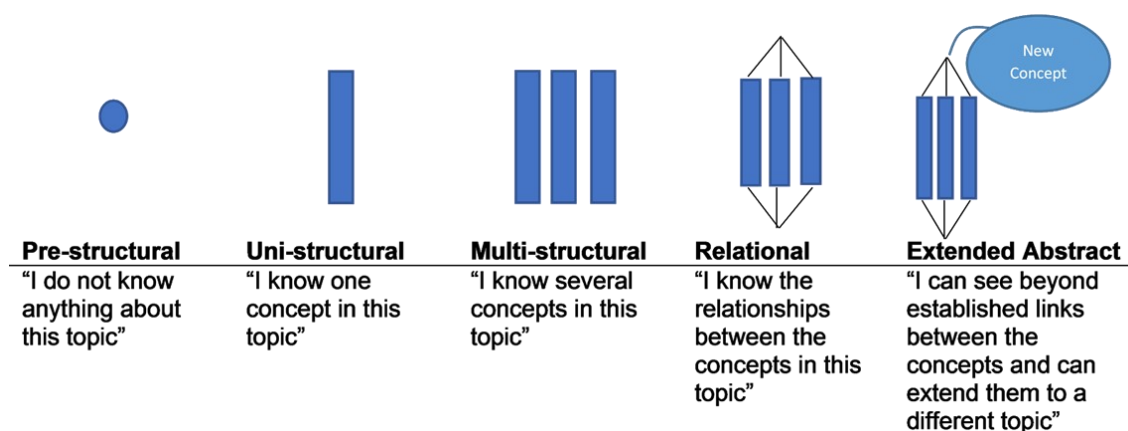 New
Concept
Pre-structural
Uni-structural
Multi-structural
Relational
Extended Abstract
“I do not know
anything about
this topic”
“I know one
concept in this
topic”
“I know several
concepts in this
topic”
“I know the
relationships
between the
concepts in this
topic”
“I can see beyond
established links
between the
concepts and can
extend them to a
different topic”